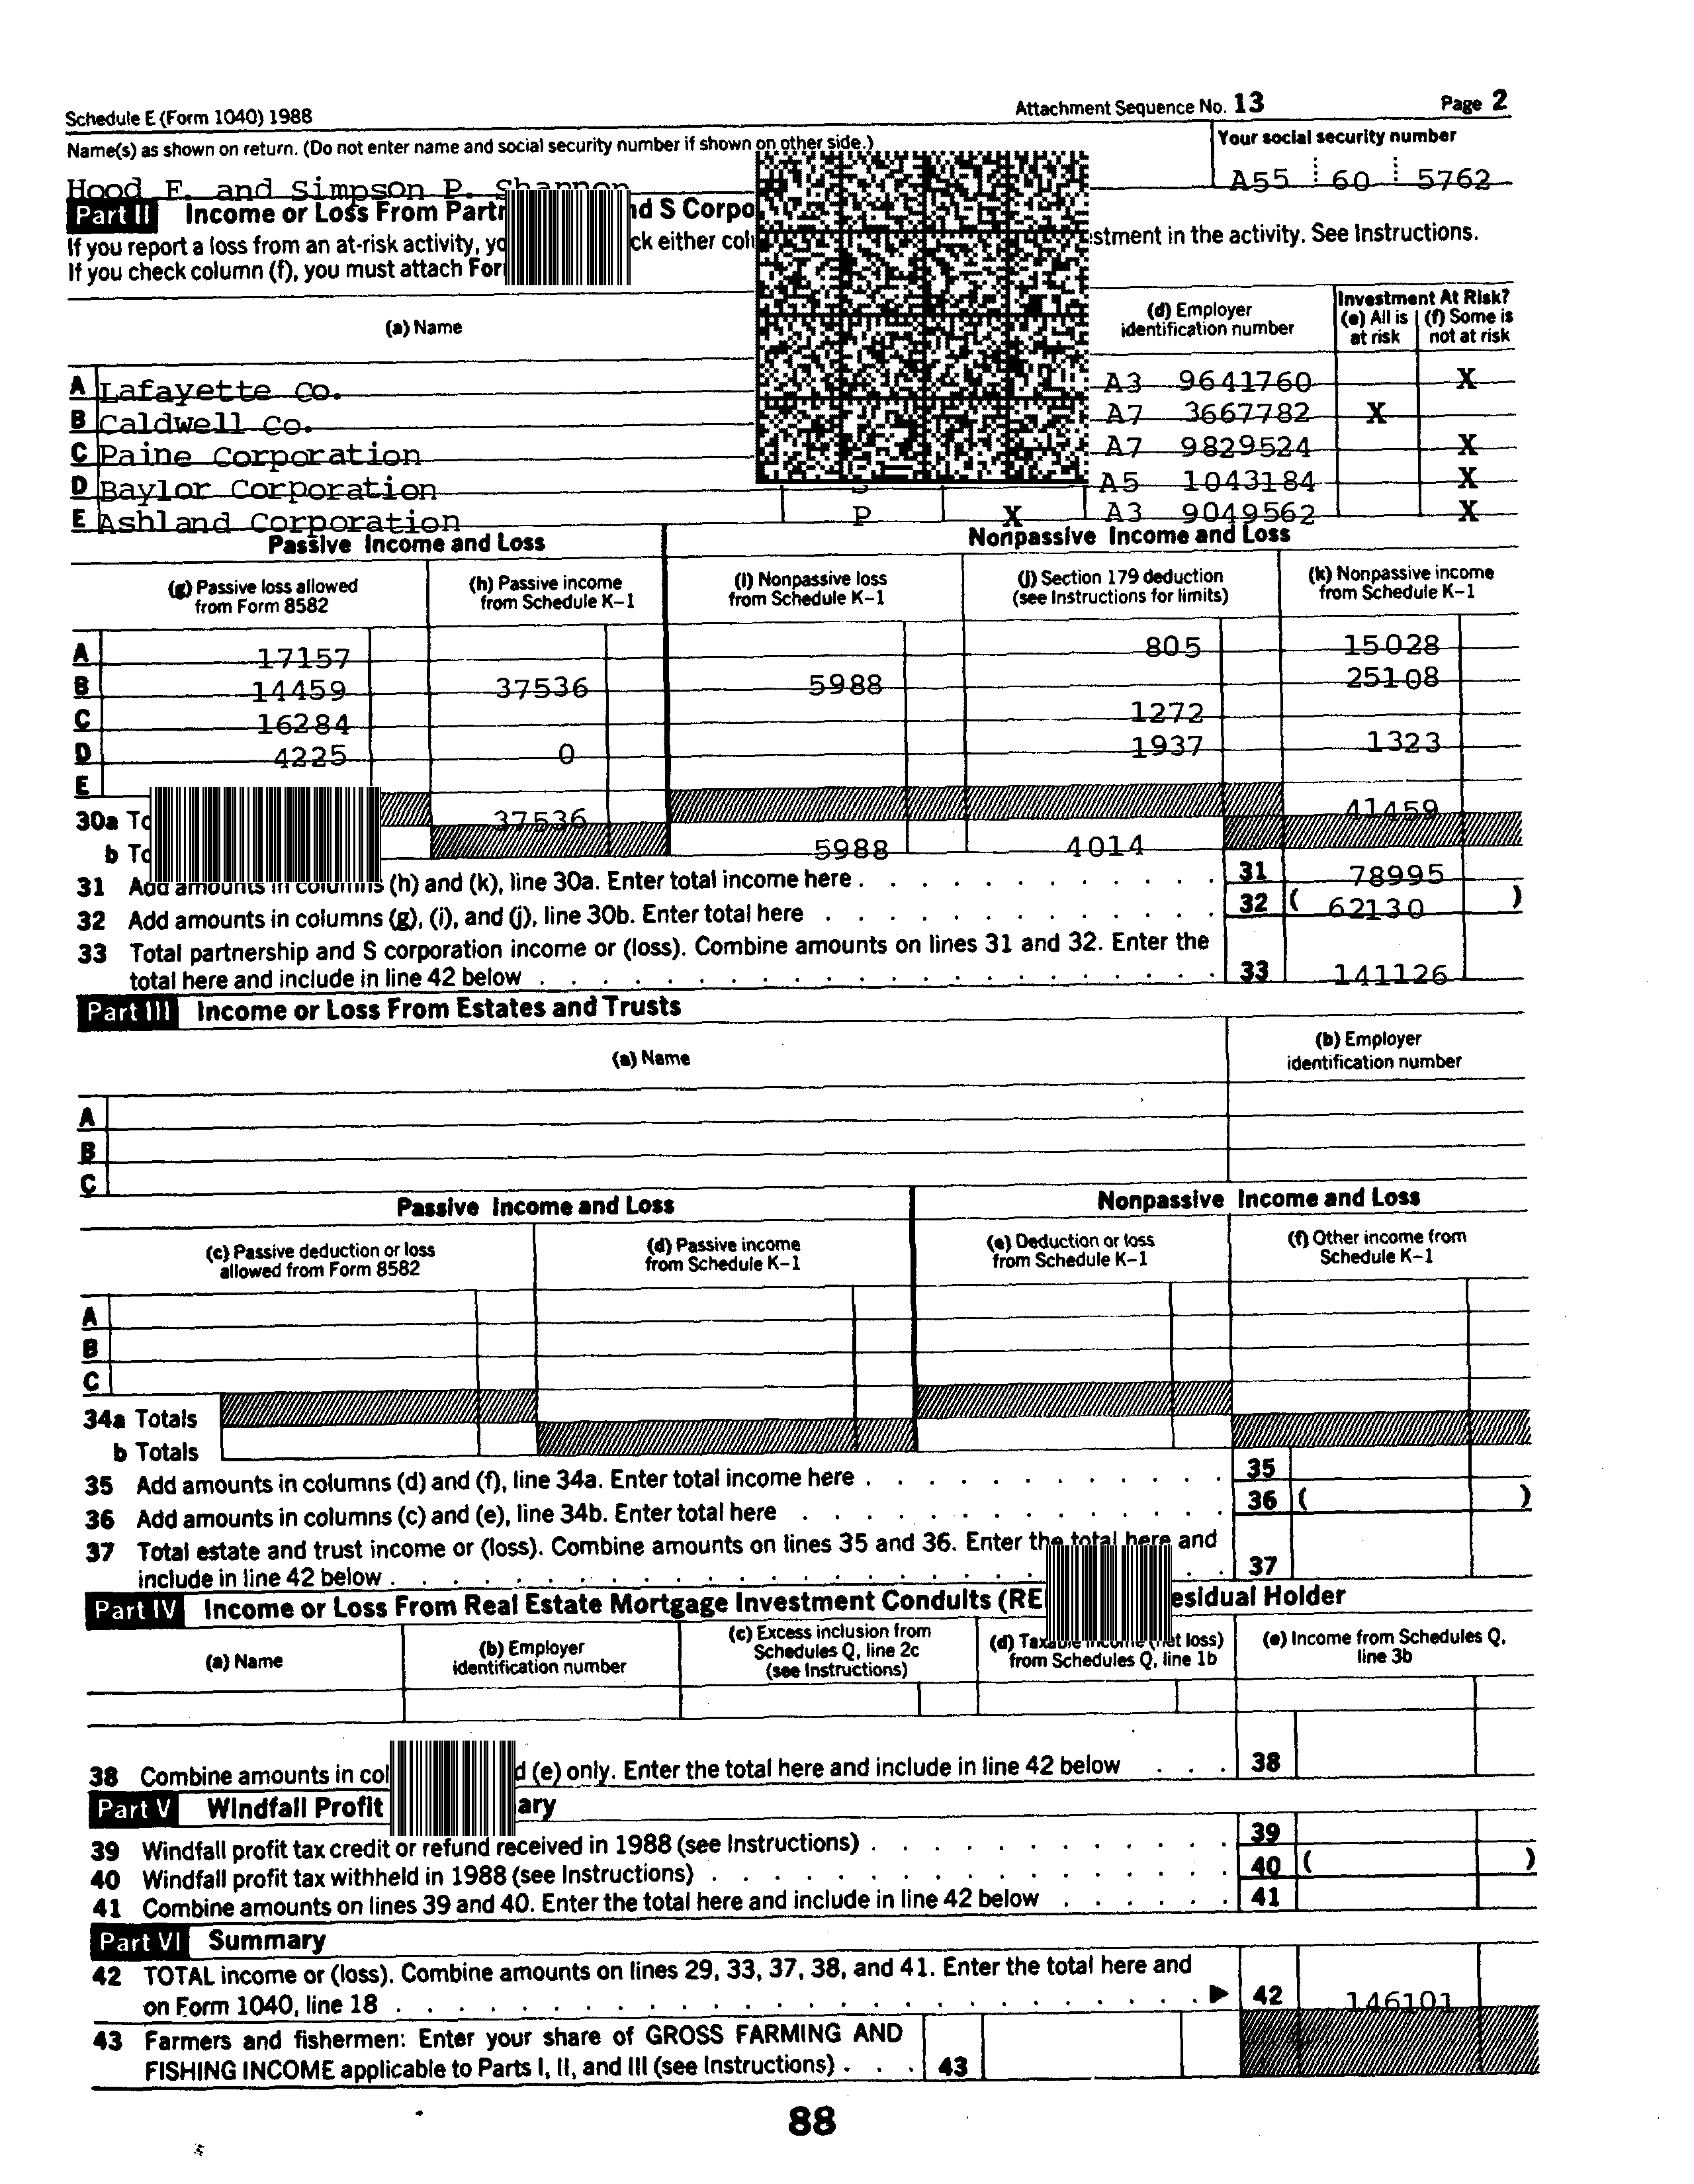 Schedule E (Form 1040) 1988 Attachment Sequence No. 13 Page 2
Name(s) as shown on return. (Do not enter name and social security number if shown on other side.) Your social security number
Hood F. and Simpson P. Shannon A55 60 5762
Part II Income or Loss From d S Corpo
If you report a loss from an at-risk activity, either stment in the activity. See Instructions.
If you check column (f), you must attach
(a) Name (d) Employer identification number Investment At Risk? (e) All is at risk (f) Some is not at risk
A Lafayette Co. A3 9641760 X
B Caldwell Co. A7 3667782 X
C Paine Corporation A7 9829524 X
D Baylor Corporation A5 1043184 X
E Ashland Corporation P X A3 9049562 X
Passive Income and Loss Nonpassive Income and Loss
(g) Passive loss allowed from Form 8582 (h) Passive income from Schedule K–1 (i) Nonpassive loss from Schedule K–1 (j) Section 179 deduction (see Instructions for limits) (k) Nonpassive income from Schedule K–1
A 17157 805 15028
B 14459 37536 5988 25108
C 16284 1272
D 4225 0 1937 1323
E
30a 37536 41459
b 5988 4014
31 Add amounts in columns (h) and (k), line 30a. Enter total income here 31 78995
32 Add amounts in columns (g), (i), and (j), line 30b. Enter total here 32 ( 62130 )
33 Total partnership and S corporation income or (loss). Combine amounts on lines 31 and 32. Enter the
total here and include in line 42 below 33 141126
Part III Income or Loss From Estates and Trusts
(a) Name (b) Employer identification number
A
B
C
Passive Income and Loss Nonpassive Income and Loss
(c) Passive deduction or loss allowed from Form 8582 (d) Passive income from Schedule K–1 (e) Deduction or loss from Schedule K–1 (f) Other income from Schedule K–1
A
B
C
34a Totals
b Totals
35 Add amounts in columns (d) and (f), line 34a. Enter total income here 35
36 Add amounts in columns (c) and (e), line 34b. Enter total here 36 ( )
37 Total estate and trust income or (loss). Combine amounts on lines 35 and 36. Enter the total here and
include in line 42 below 37
Part IV Income or Loss From Real Estate Mortgage Investment Conduits (RE esidual Holder
(a) Name (b) Employer identification number (c) Excess inclusion from Schedules Q, line 2c (see Instructions) (d) Taxable income (net loss) from Schedules Q, line 1b (e) Income from Schedules Q, line 3b
38 Combine amounts in col d (e) only. Enter the total here and include in line 42 below 38
Part V Windfall Profit ary
39 Windfall profit tax credit or refund received in 1988 (see Instructions) 39
40 Windfall profit tax withheld in 1988 (see Instructions) 40 ( )
41 Combine amounts on lines 39 and 40. Enter the total here and include in line 42 below 41
Part VI Summary
42 TOTAL income or (loss). Combine amounts on lines 29, 33, 37, 38, and 41. Enter the total here and
on Form 1040, line 18 ▶ 42 146101
43 Farmers and fishermen: Enter your share of GROSS FARMING AND
FISHING INCOME applicable to Parts I, II, and III (see Instructions) 43
88